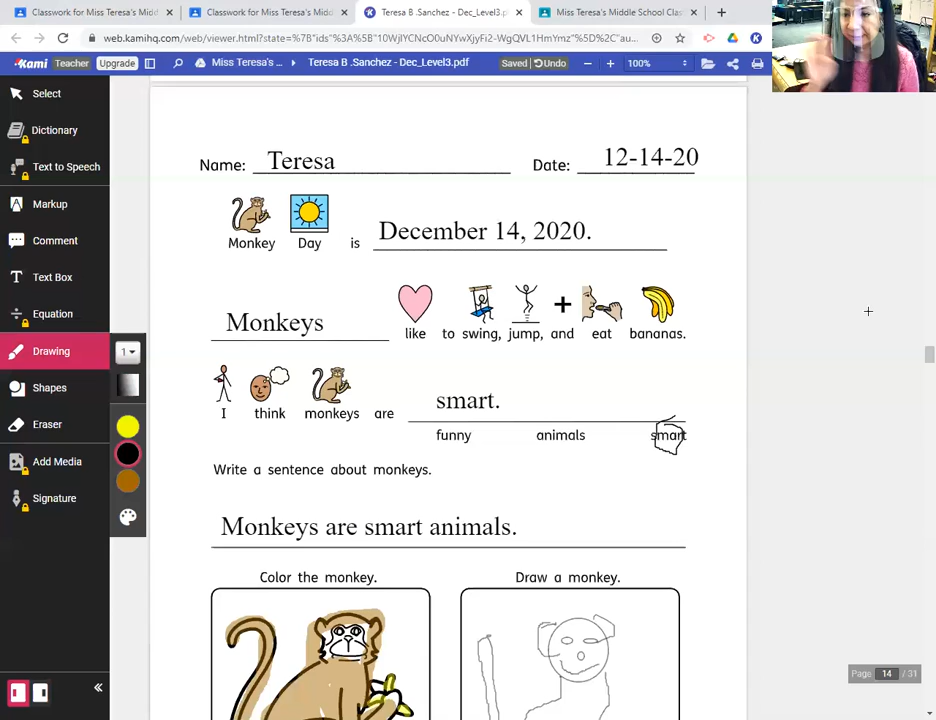 Classwork for Miss Teresa's Midd
Classwork for Miss Teresa's Midd
Teresa B .Sanchez - Dec_Level3.p
Miss Teresa's Middle School Clas
web.kamihq.com/web/viewer.html?state=%7B"ids"%3A%5B"10WjlYCNcO0uNYwXjyFi2-WgQVL1HmYmz"%5D%2C"au...
Kami Teacher Upgrade Miss Teresa's ... Teresa B .Sanchez - Dec_Level3.pdf Saved Undo 100%
Select
Dictionary
Text to Speech
Markup
Comment
Text Box
Equation
Drawing
Shapes
Eraser
Add Media
Signature
1
Name: Teresa Date: 12-14-20
Monkey Day is December 14, 2020.
Monkeys like to swing, jump, and eat bananas.
I think monkeys are smart.
funny animals smart
Write a sentence about monkeys.
Monkeys are smart animals.
Color the monkey. Draw a monkey.
Page 14 / 31